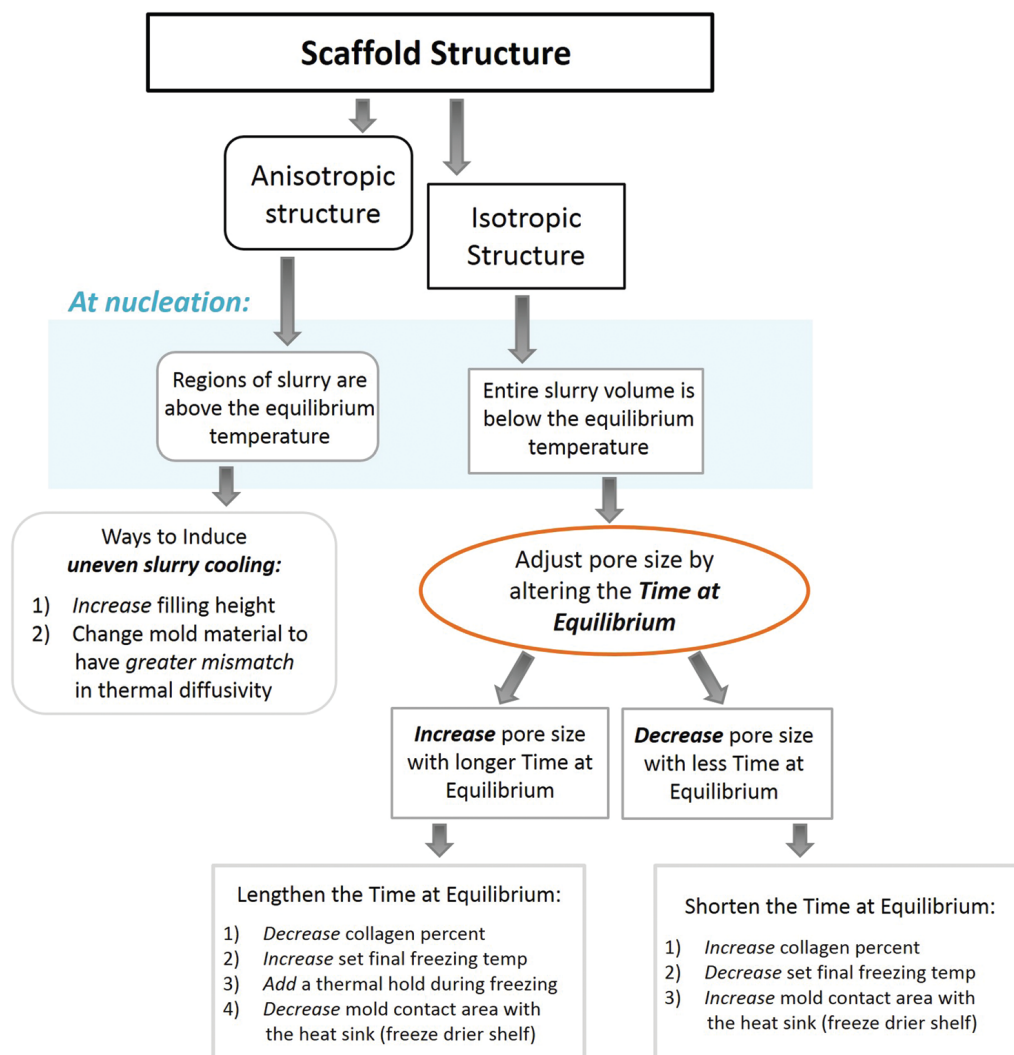 Scaffold Structure
Anisotropic
structure
Isotropic
Structure
At nucleation:
Regions of slurry are
above the equilibrium
temperature
Entire slurry volume is
below the equilibrium
temperature
Ways to Induce
uneven slurry cooling:
1) Increase filling height
2) Change mold material to
have greater mismatch
in thermal diffusivity
Adjust pore size by
altering the Time at
Equilibrium
Increase pore size
with longer Time at
Equilibrium
Decrease pore size
with less Time at
Equilibrium
Lengthen the Time at Equilibrium:
1) Decrease collagen percent
2) Increase set final freezing temp
3) Add a thermal hold during freezing
4) Decrease mold contact area with
the heat sink (freeze drier shelf)
Shorten the Time at Equilibrium:
1) Increase collagen percent
2) Decrease set final freezing temp
3) Increase mold contact area with
the heat sink (freeze drier shelf)